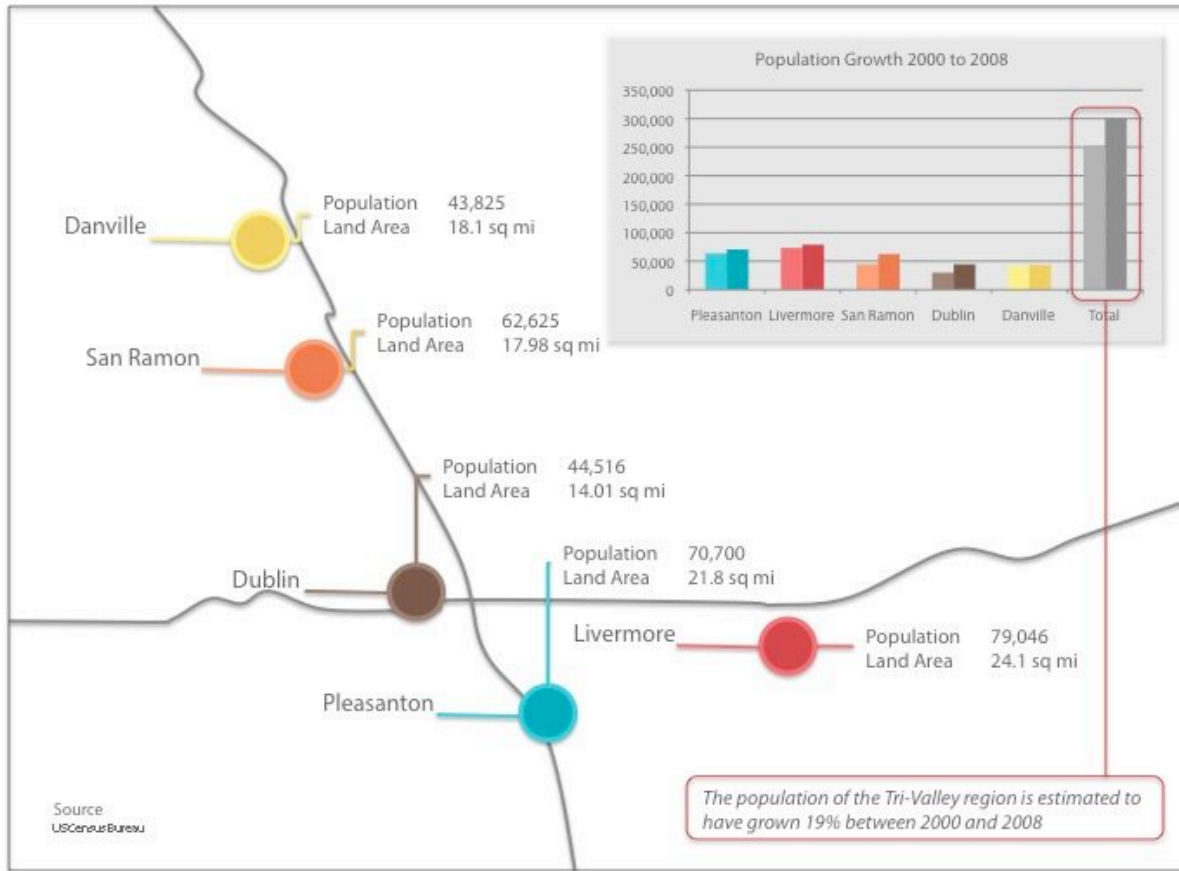 Population Growth 2000 to 2008
350,000
300,000
250,000
200,000
150,000
100,000
50,000
0
Pleasanton Livermore San Ramon Dublin Danville Total
Danville
Population 43,825
Land Area 18.1 sq mi
San Ramon
Population 62,625
Land Area 17.98 sq mi
Population 44,516
Land Area 14.01 sq mi
Dublin
Population 70,700
Land Area 21.8 sq mi
Livermore
Population 79,046
Land Area 24.1 sq mi
Pleasanton
The population of the Tri-Valley region is estimated to
have grown 19% between 2000 and 2008
Source
USCensusBureau